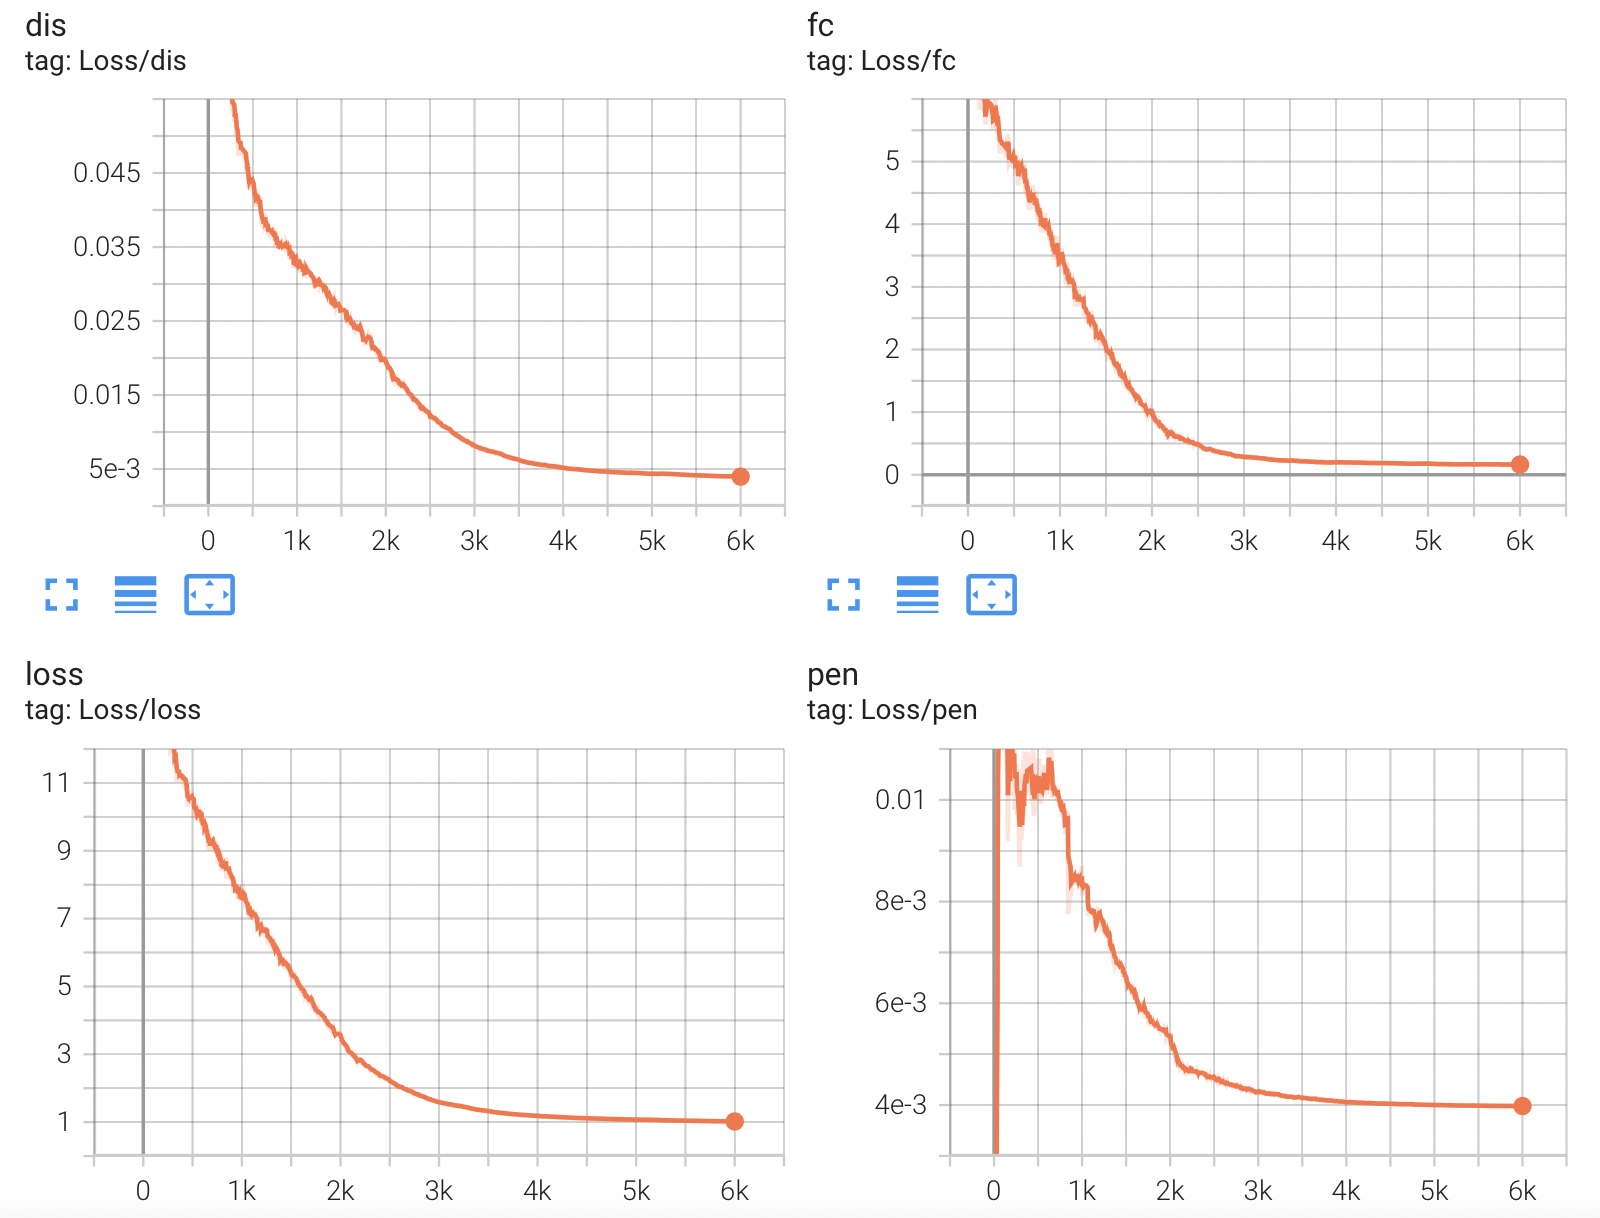 dis
tag: Loss/dis
0.045
0.035
0.025
0.015
5e-3
0 1k 2k 3k 4k 5k 6k
fc
tag: Loss/fc
5
4
3
2
1
0
0 1k 2k 3k 4k 5k 6k
loss
tag: Loss/loss
11
9
7
5
3
1
0 1k 2k 3k 4k 5k 6k
pen
tag: Loss/pen
0.01
8e-3
6e-3
4e-3
0 1k 2k 3k 4k 5k 6k